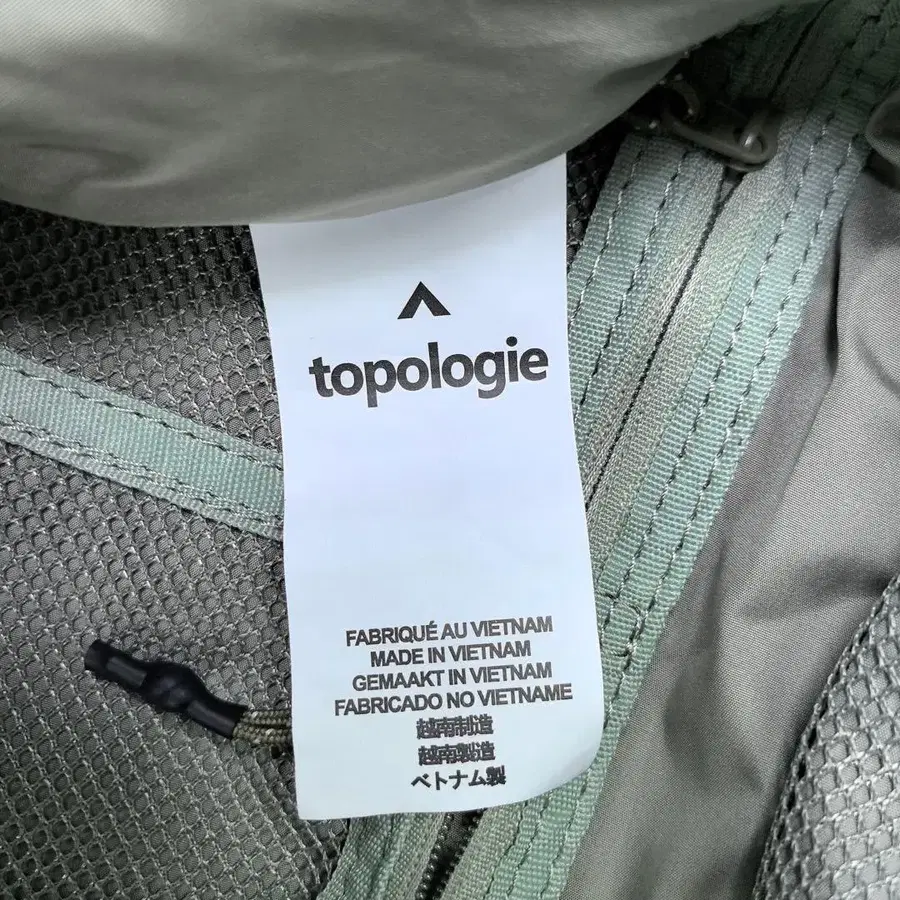 topologie
FABRIQUÉ AU VIETNAM
MADE IN VIETNAM
GEMAAKT IN VIETNAM
FABRICADO NO VIETNAME
越南制造
越南製造
ベトナム製